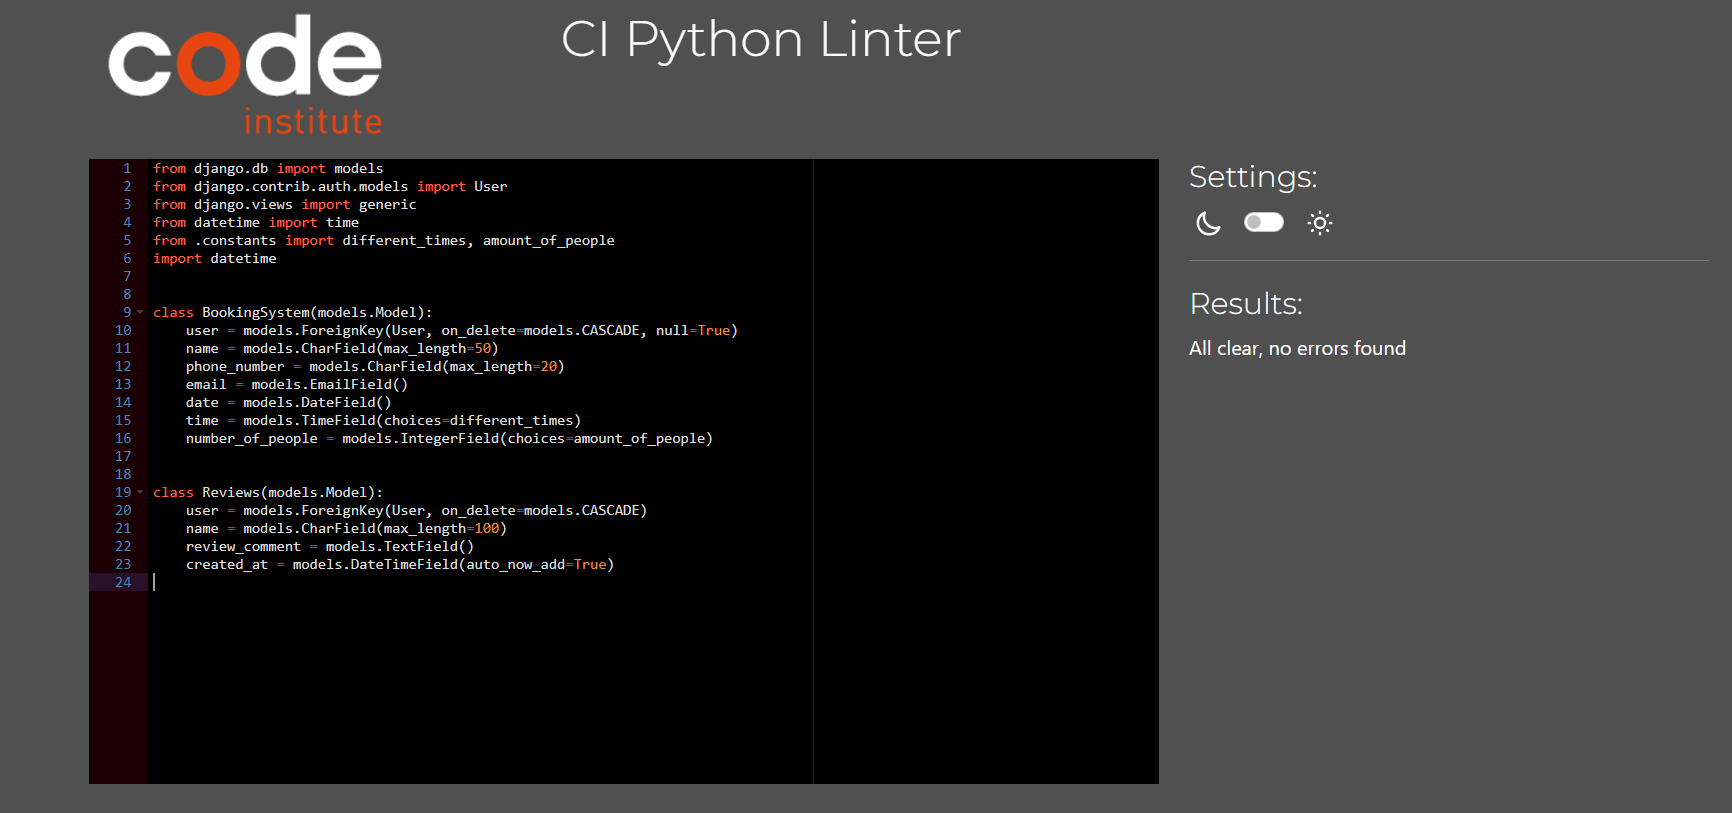 code
institute
CI Python Linter
1 from django.db import models
2 from django.contrib.auth.models import User
3 from django.views import generic
4 from datetime import time
5 from .constants import different_times, amount_of_people
6 import datetime
7
8
9 class BookingSystem(models.Model):
10     user = models.ForeignKey(User, on_delete=models.CASCADE, null=True)
11     name = models.CharField(max_length=50)
12     phone_number = models.CharField(max_length=20)
13     email = models.EmailField()
14     date = models.DateField()
15     time = models.TimeField(choices=different_times)
16     number_of_people = models.IntegerField(choices=amount_of_people)
17
18
19 class Reviews(models.Model):
20     user = models.ForeignKey(User, on_delete=models.CASCADE)
21     name = models.CharField(max_length=100)
22     review_comment = models.TextField()
23     created_at = models.DateTimeField(auto_now_add=True)
24
Settings:
Results:
All clear, no errors found